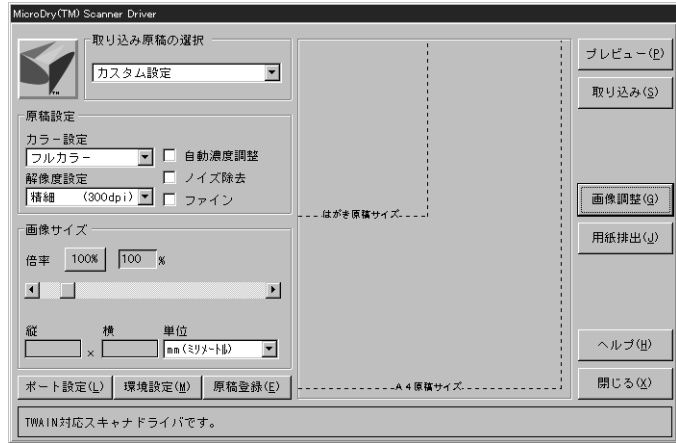 MicroDry(TM) Scanner Driver
取り込み原稿の選択
カスタム設定
TM
原稿設定
カラー設定
フルカラー
自動濃度調整
解像度設定
ノイズ除去
精細 (300dpi)
ファイン
画像サイズ
倍率 100% 100 %
縦 横 単位
× mm(ミリメートル)
ポート設定(L) 環境設定(M) 原稿登録(E)
はがき原稿サイズ
A4原稿サイズ
プレビュー(P)
取り込み(S)
画像調整(G)
用紙排出(J)
ヘルプ(H)
閉じる(X)
TWAIN対応スキャナドライバです。